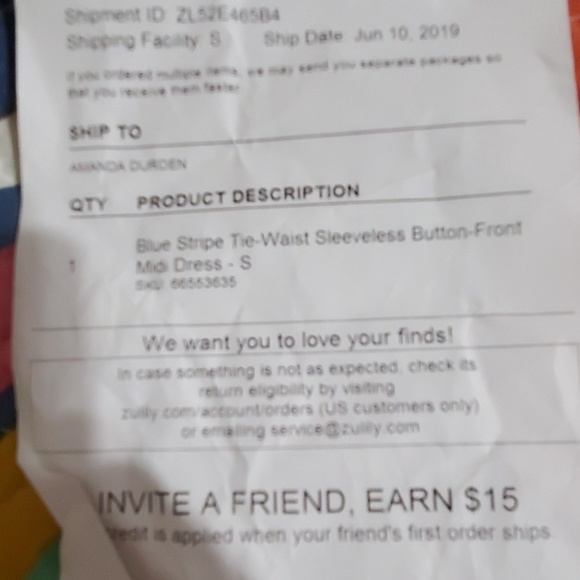 Shipment ID: ZL52E465B4
Shipping Facility: S Ship Date: Jun 10, 2019
If you ordered multiple items, we may send you separate packages so
that you receive them faster
SHIP TO
AMANDA DURDEN
QTY PRODUCT DESCRIPTION
Blue Stripe Tie-Waist Sleeveless Button-Front
1 Midi Dress - S
SKU: 66553635
We want you to love your finds!
In case something is not as expected, check its
return eligibility by visiting
zulily.com/account/orders (US customers only)
or emailing service@zulily.com
INVITE A FRIEND, EARN $15
credit is applied when your friend's first order ships